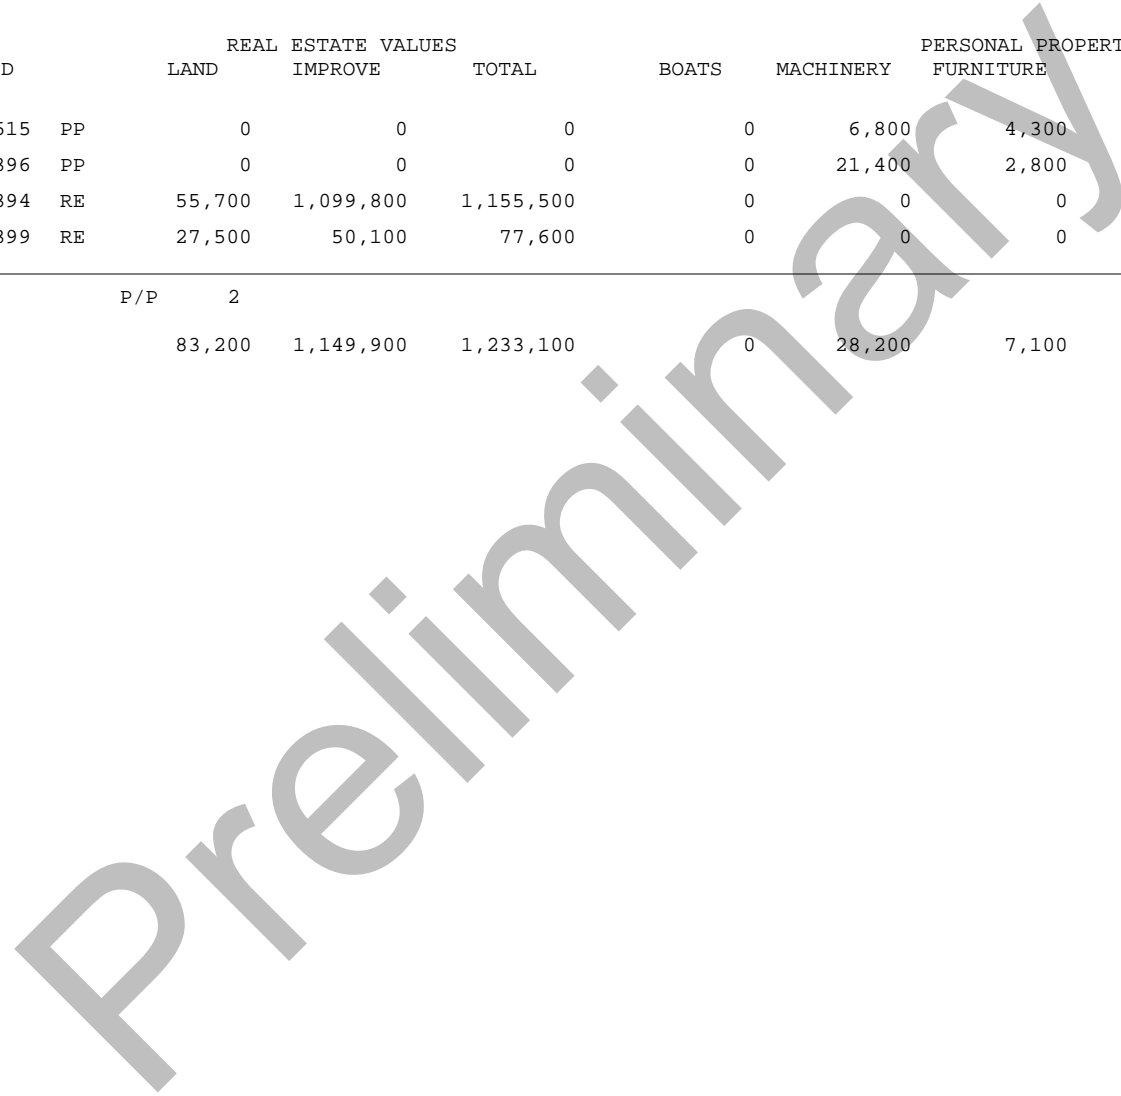 REAL ESTATE VALUES PERSONAL PROPERT
D LAND IMPROVE TOTAL BOATS MACHINERY FURNITURE
515 PP 0 0 0 0 6,800 4,300
896 PP 0 0 0 0 21,400 2,800
894 RE 55,700 1,099,800 1,155,500 0 0 0
899 RE 27,500 50,100 77,600 0 0 0
P/P 2
83,200 1,149,900 1,233,100 0 28,200 7,100
Preliminary